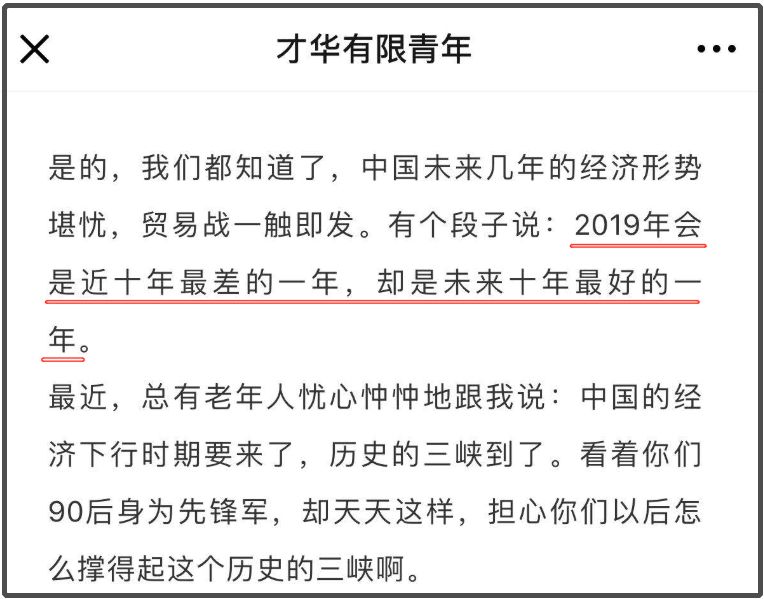 才华有限青年
是的，我们都知道了，中国未来几年的经济形势
堪忧，贸易战一触即发。有个段子说：2019年会
是近十年最差的一年，却是未来十年最好的一
年。
最近，总有老年人忧心忡忡地跟我说：中国的经
济下行时期要来了，历史的三峡到了。看着你们
90后身为先锋军，却天天这样，担心你们以后怎
么撑得起这个历史的三峡啊。